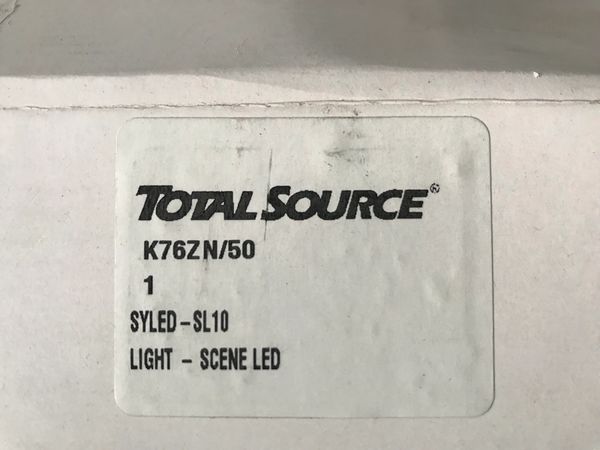 TOTAL SOURCE®
K76ZN/50
1
SYLED-SL10
LIGHT - SCENE LED